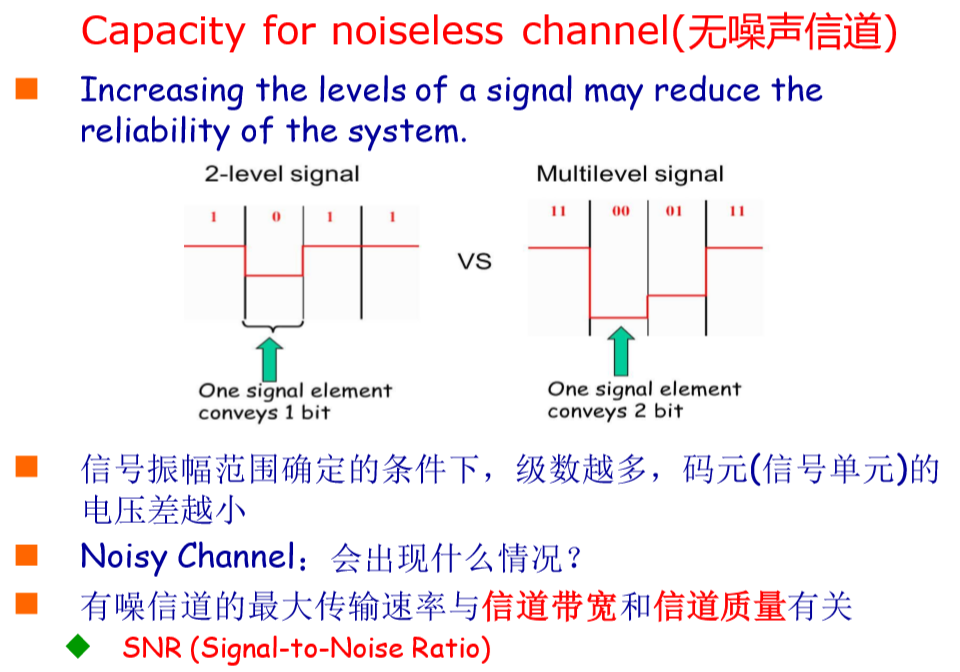 Capacity for noiseless channel(无噪声信道)
Increasing the levels of a signal may reduce the
reliability of the system.
2-level signal
Multilevel signal
1 0 1 1
11 00 01 11
VS
One signal element
conveys 1 bit
One signal element
conveys 2 bit
信号振幅范围确定的条件下，级数越多，码元(信号单元)的
电压差越小
Noisy Channel：会出现什么情况？
有噪信道的最大传输速率与信道带宽和信道质量有关
SNR (Signal-to-Noise Ratio)